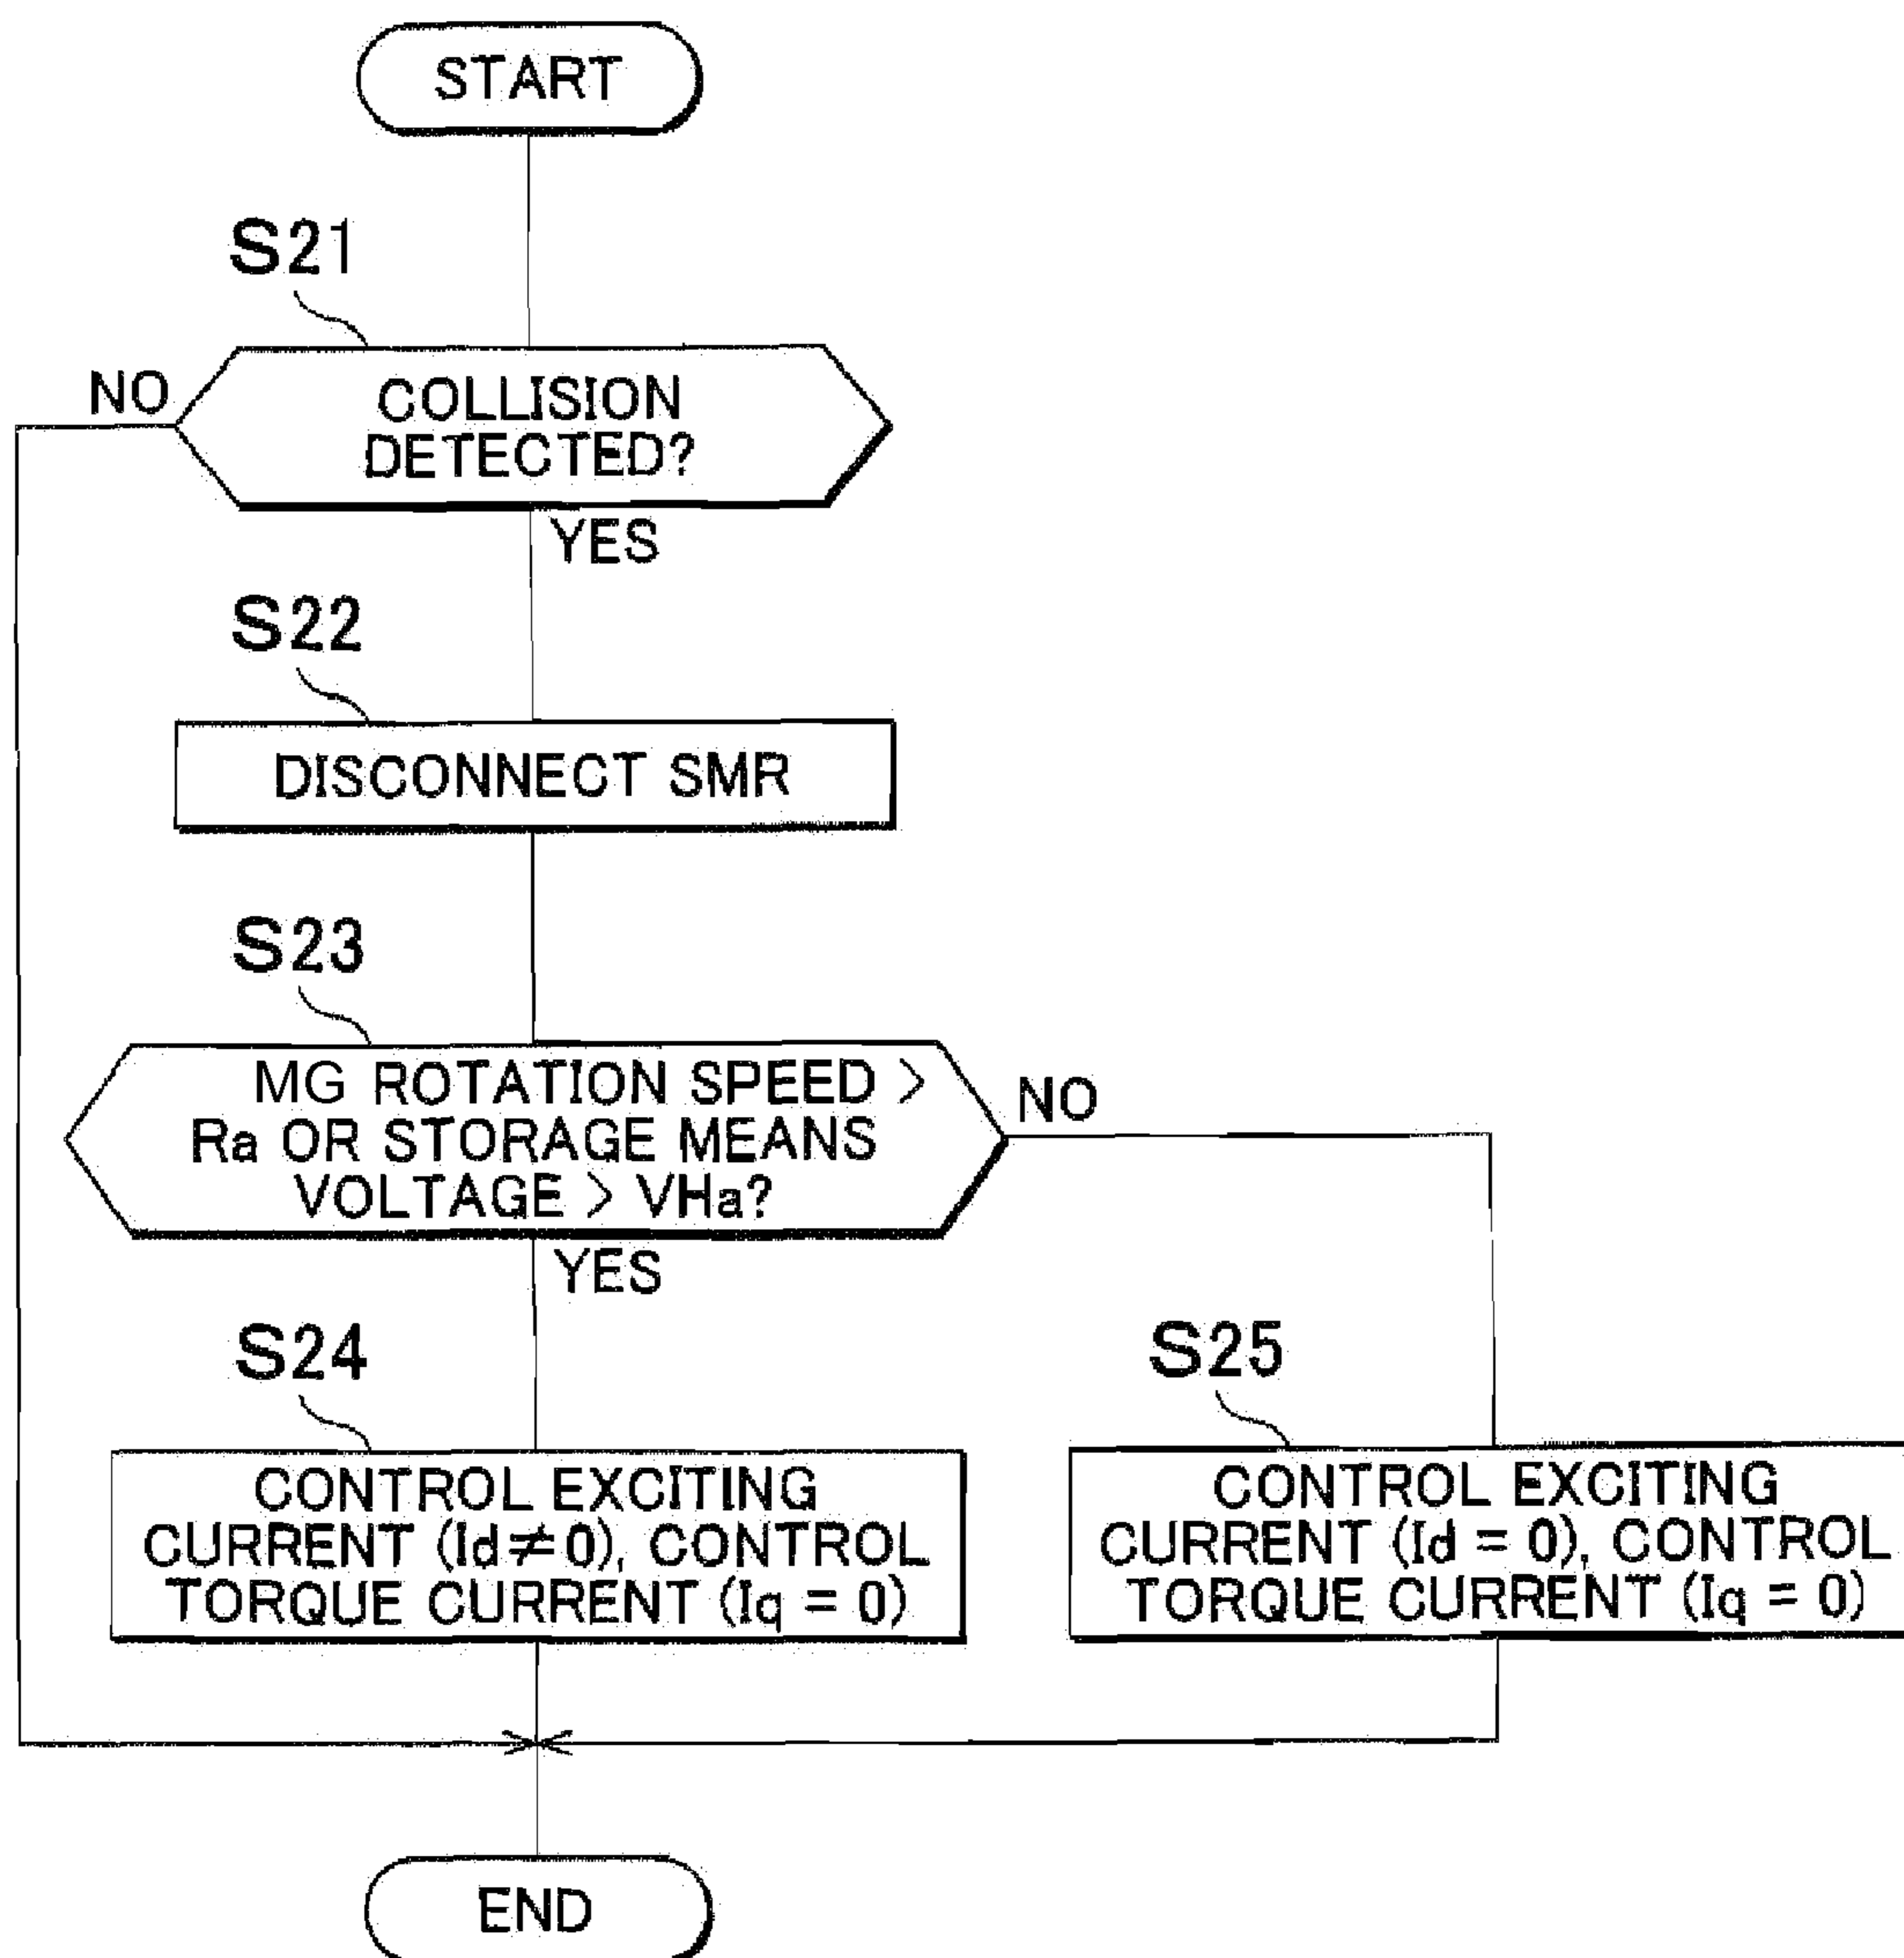 START
S21
NO
COLLISION
DETECTED?
YES
S22
DISCONNECT SMR
S23
MG ROTATION SPEED >
Ra OR STORAGE MEANS
VOLTAGE > VHa?
NO
YES
S24
CONTROL EXCITING
CURRENT (Id≠0), CONTROL
TORQUE CURRENT (Iq = 0)
S25
CONTROL EXCITING
CURRENT (Id = 0), CONTROL
TORQUE CURRENT (Iq = 0)
END